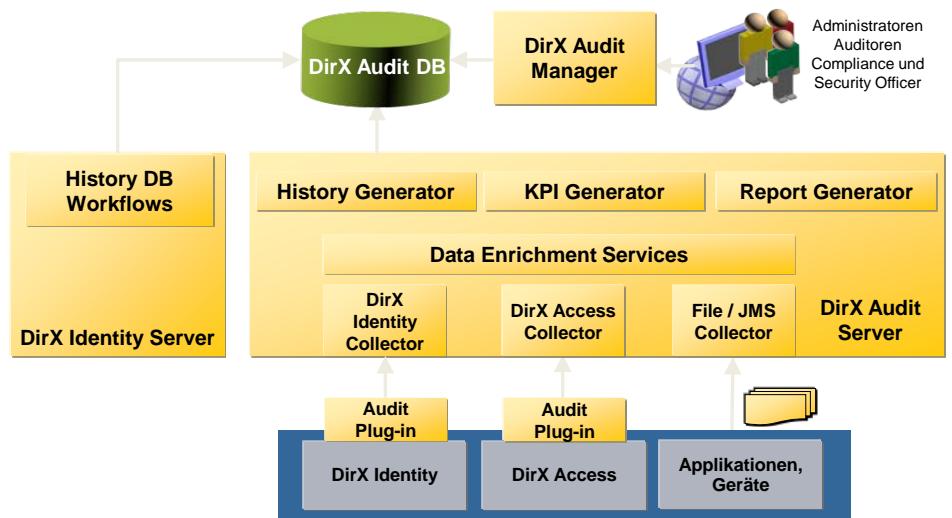 DirX Audit DB
DirX Audit
Manager
Administratoren
Auditoren
Compliance und
Security Officer
History DB
Workflows
DirX Identity Server
History Generator
KPI Generator
Report Generator
Data Enrichment Services
DirX
Identity
Collector
DirX Access
Collector
File / JMS
Collector
DirX Audit
Server
Audit
Plug-in
Audit
Plug-in
DirX Identity
DirX Access
Applikationen,
Geräte